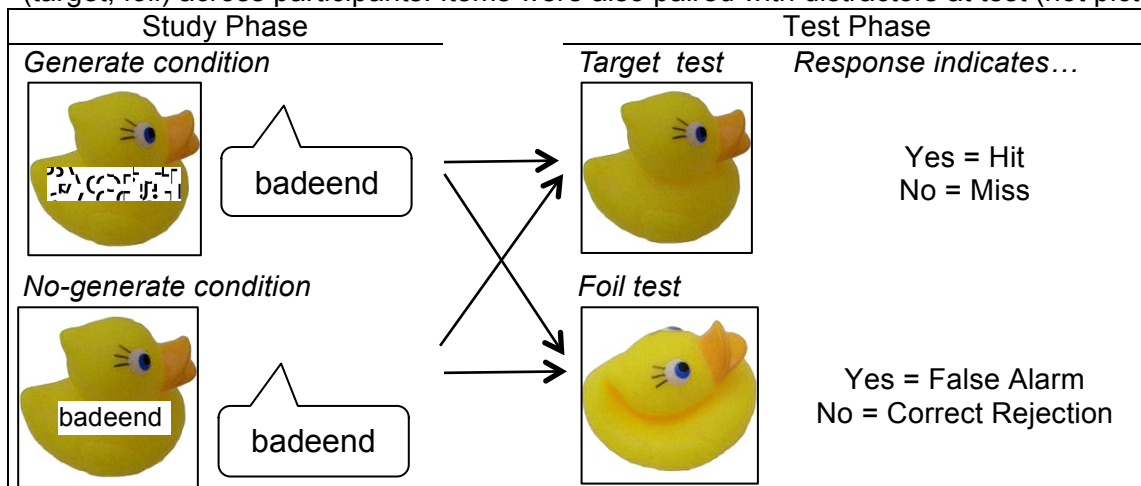 (target, foil) across participants. Items were also paired with distractors at test (not pict
Study Phase
Test Phase
Generate condition
badeend
No-generate condition
badeend
badeend
Target test
Response indicates…
Yes = Hit
No = Miss
Foil test
Yes = False Alarm
No = Correct Rejection